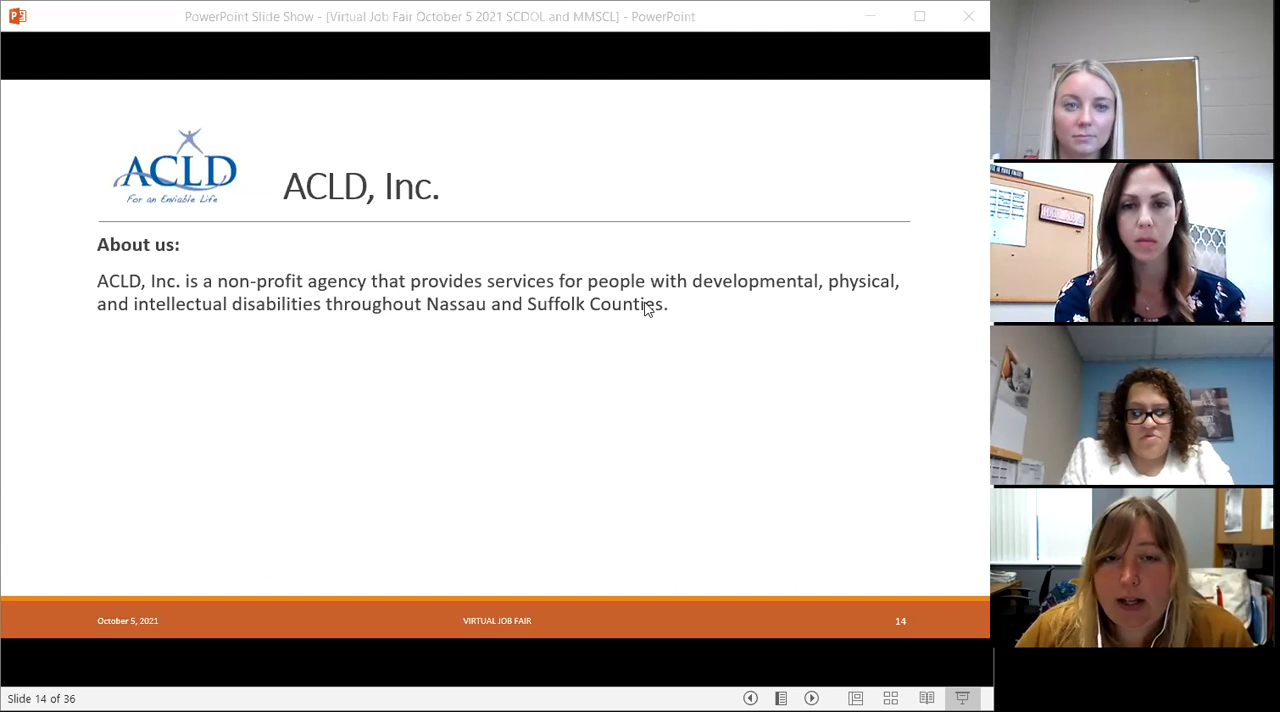 PowerPoint Slide Show - [Virtual Job Fair October 5 2021 SCDOL and MMSCL] - PowerPoint
ACLD
For an Enviable Life
ACLD, Inc.
About us:
ACLD, Inc. is a non-profit agency that provides services for people with developmental, physical,
and intellectual disabilities throughout Nassau and Suffolk Counties.
October 5, 2021
VIRTUAL JOB FAIR
14
Slide 14 of 36